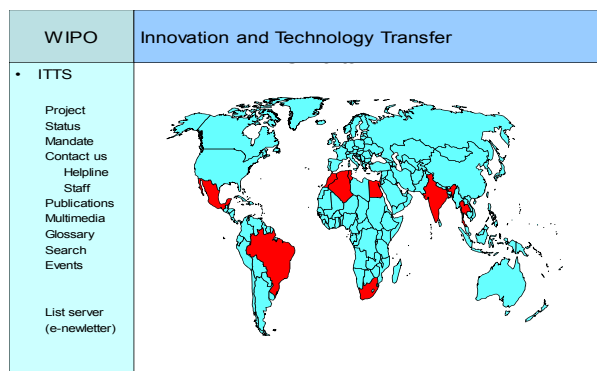 WIPO
Innovation and Technology Transfer
• ITTS
Project
Status
Mandate
Contact us
Helpline
Staff
Publications
Multimedia
Glossary
Search
Events
List server
(e-newletter)